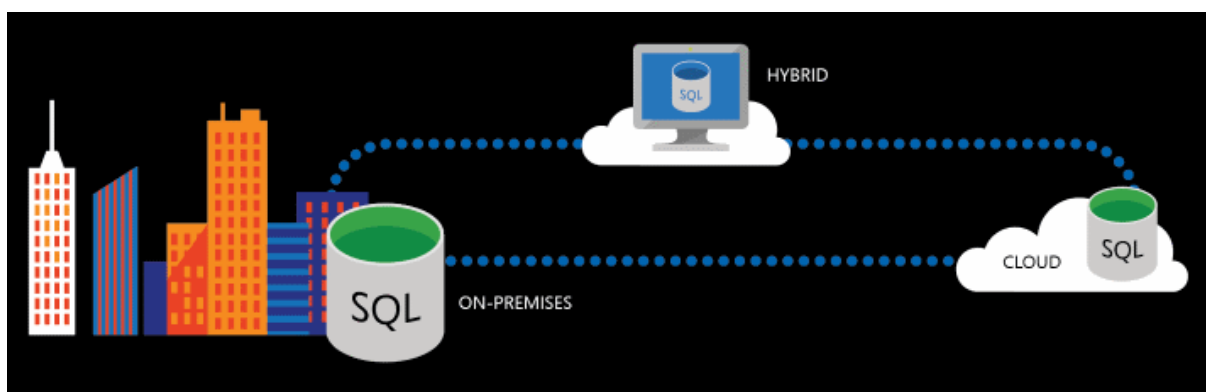 HYBRID
SQL
CLOUD
SQL
SQL
ON-PREMISES